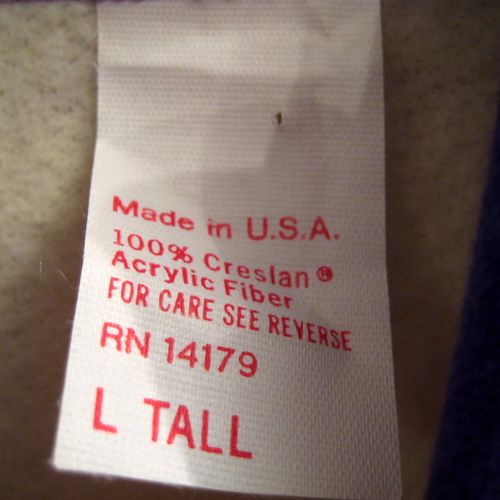 Made in U.S.A.
100% Creslan®
Acrylic Fiber
FOR CARE SEE REVERSE
RN 14179
L TALL